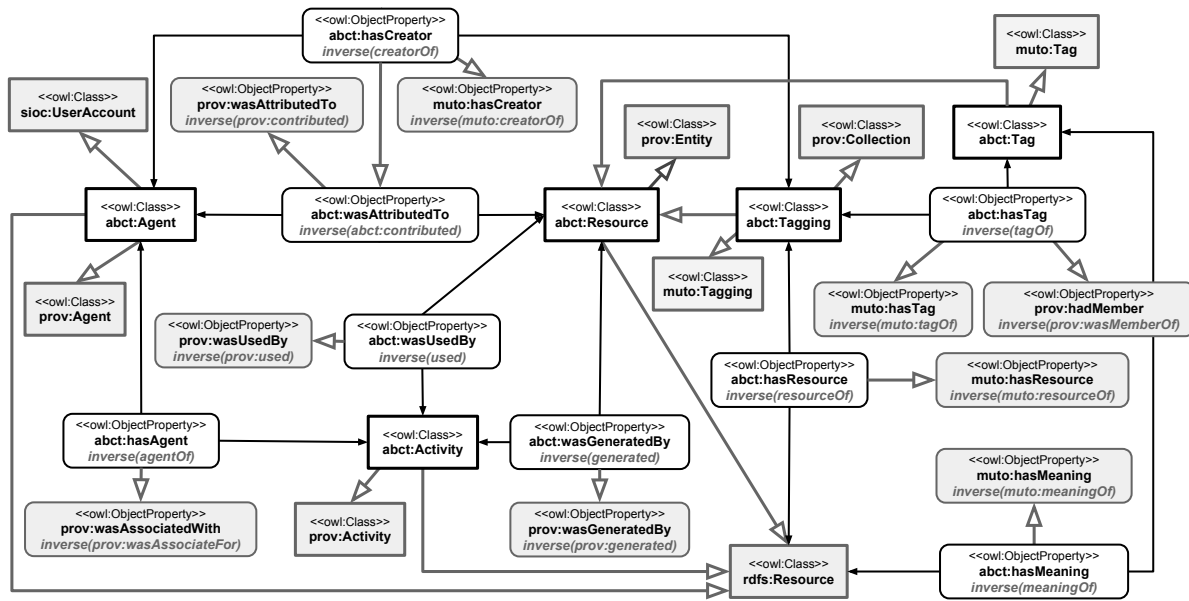 <<owl:ObjectProperty>>
abct:hasCreator
inverse(creatorOf)
<<owl:Class>>
muto:Tag
<<owl:Class>>
sioc:UserAccount
<<owl:ObjectProperty>>
prov:wasAttributedTo
inverse(prov:contributed)
<<owl:ObjectProperty>>
muto:hasCreator
inverse(muto:creatorOf)
<<owl:Class>>
prov:Entity
<<owl:Class>>
prov:Collection
<<owl:Class>>
abct:Tag
<<owl:Class>>
abct:Agent
<<owl:ObjectProperty>>
abct:wasAttributedTo
inverse(abct:contributed)
<<owl:Class>>
abct:Resource
<<owl:Class>>
abct:Tagging
<<owl:ObjectProperty>>
abct:hasTag
inverse(tagOf)
<<owl:Class>>
prov:Agent
<<owl:Class>>
muto:Tagging
<<owl:ObjectProperty>>
muto:hasTag
inverse(muto:tagOf)
<<owl:ObjectProperty>>
prov:hadMember
inverse(prov:wasMemberOf)
<<owl:ObjectProperty>>
prov:wasUsedBy
inverse(prov:used)
<<owl:ObjectProperty>>
abct:wasUsedBy
inverse(used)
<<owl:ObjectProperty>>
abct:hasResource
inverse(resourceOf)
<<owl:ObjectProperty>>
muto:hasResource
inverse(muto:resourceOf)
<<owl:ObjectProperty>>
abct:hasAgent
inverse(agentOf)
<<owl:Class>>
abct:Activity
<<owl:ObjectProperty>>
abct:wasGeneratedBy
inverse(generated)
<<owl:ObjectProperty>>
muto:hasMeaning
inverse(muto:meaningOf)
<<owl:ObjectProperty>>
prov:wasAssociatedWith
inverse(prov:wasAssociateFor)
<<owl:Class>>
prov:Activity
<<owl:ObjectProperty>>
prov:wasGeneratedBy
inverse(prov:generated)
<<owl:Class>>
rdfs:Resource
<<owl:ObjectProperty>>
abct:hasMeaning
inverse(meaningOf)